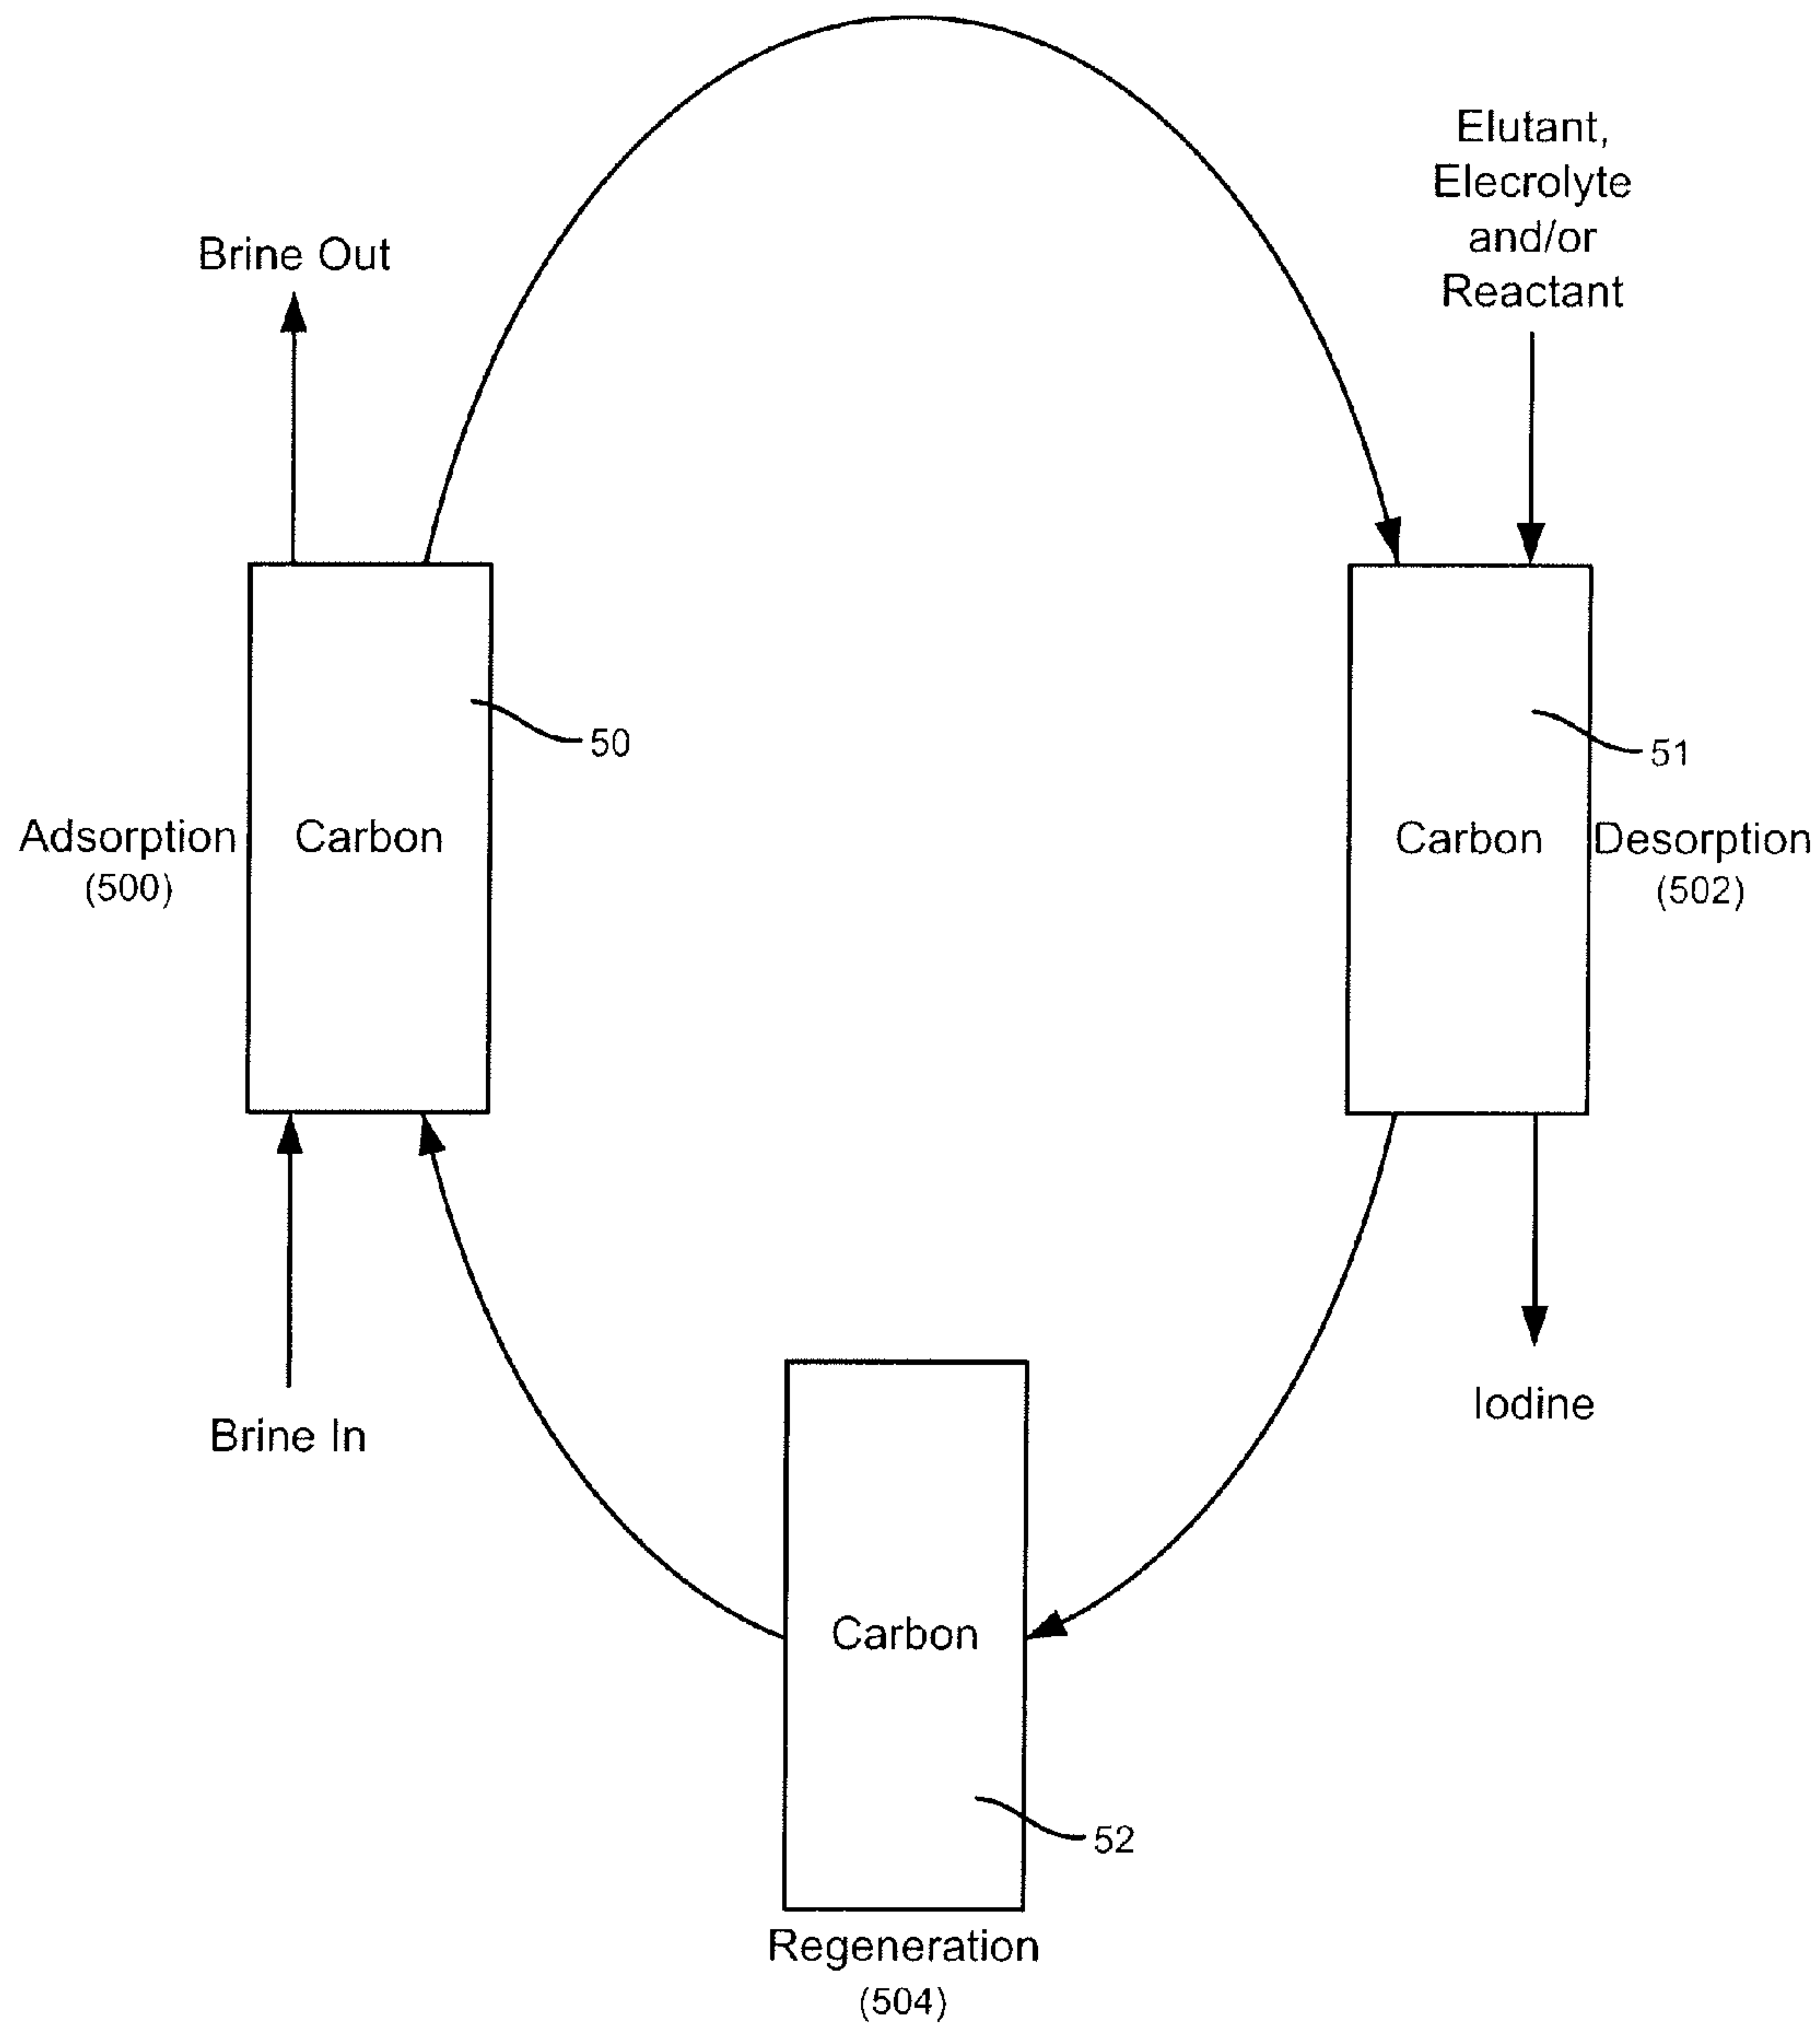 Elutant,
Elecrolyte
and/or
Reactant
Brine Out
50
51
Adsorption
(500)
Carbon
Carbon
Desorption
(502)
Brine In
Iodine
Carbon
52
Regeneration
(504)